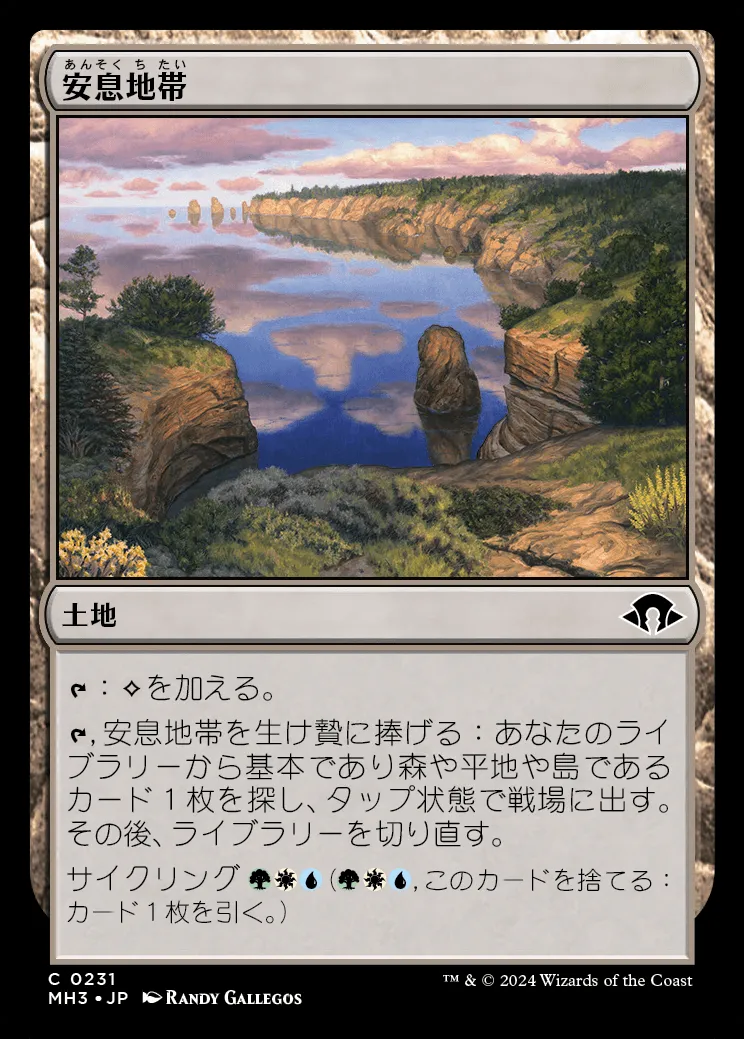 あんそく ち たい
安息地帯
土地
：を加える。
,安息地帯を生け贄に捧げる：あなたのライ
ブラリーから基本であり森や平地や島である
カード１枚を探し、タップ状態で戦場に出す。
その後、ライブラリーを切り直す。
サイクリング (,このカードを捨てる：
カード１枚を引く。)
C 0231
MH3 • JP Randy Gallegos
™ & © 2024 Wizards of the Coast